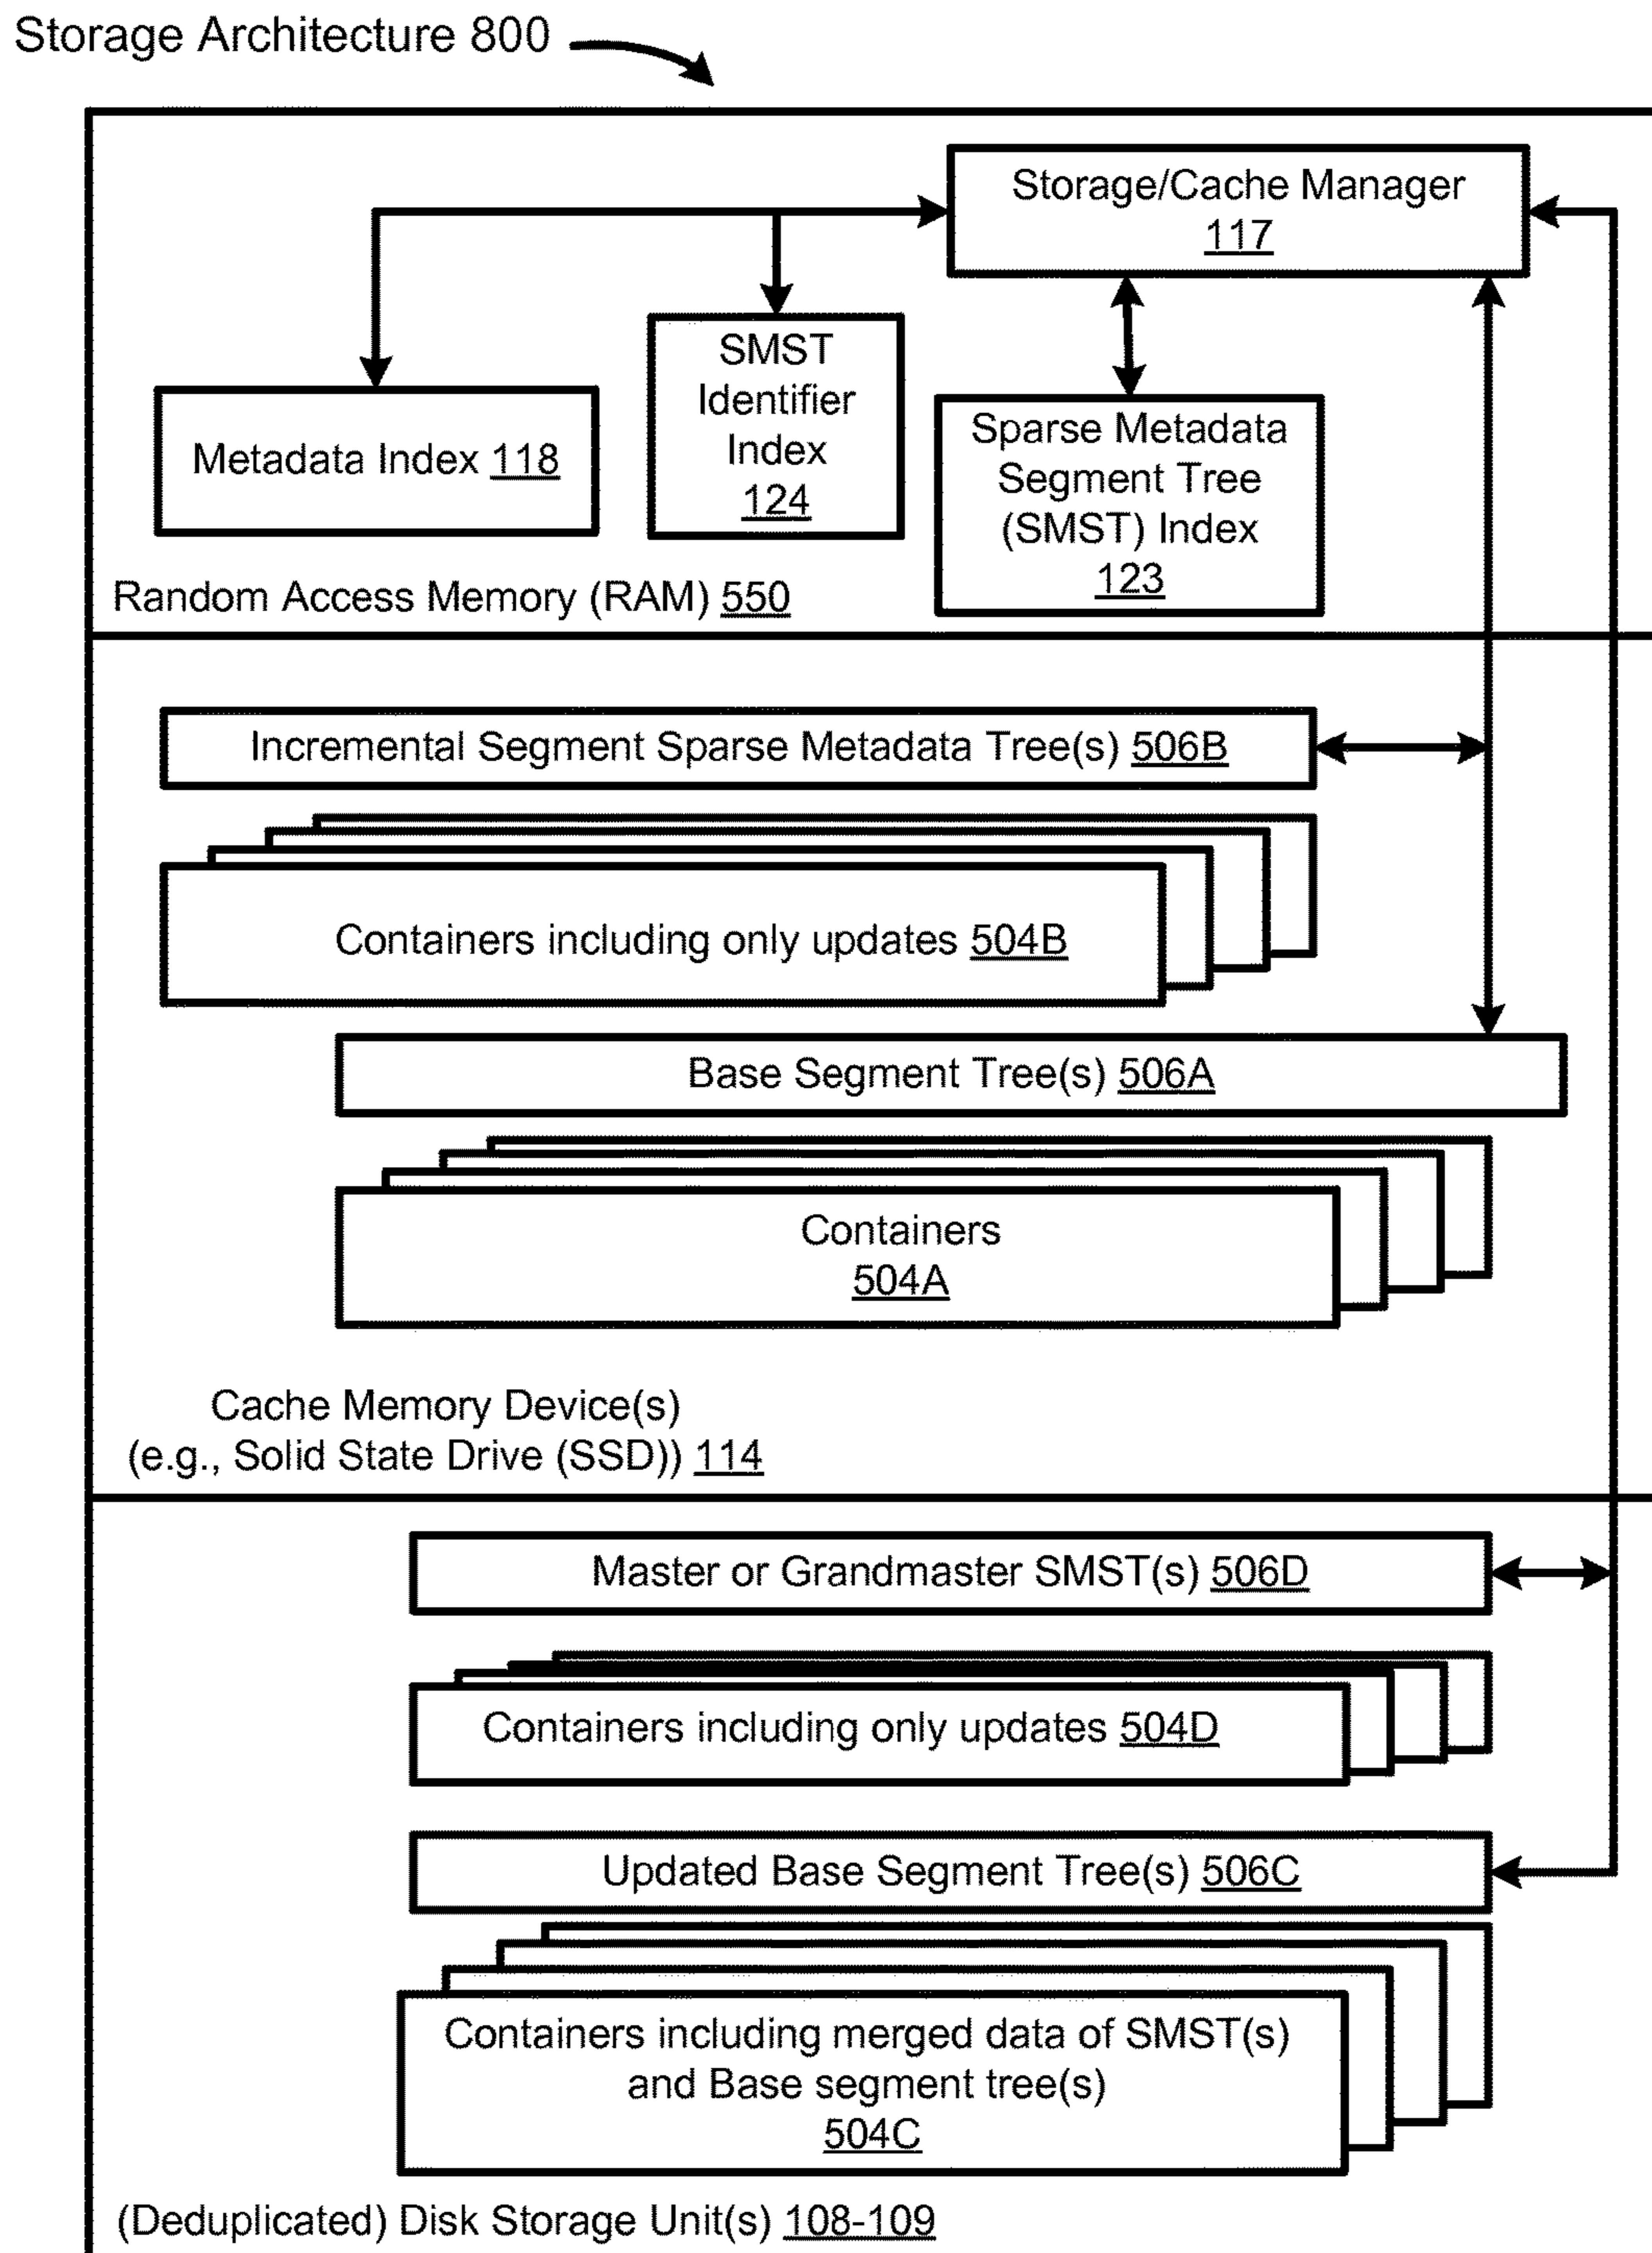 Storage Architecture 800
Storage/Cache Manager
117
SMST
Identifier
Index
124
Metadata Index 118
Sparse Metadata
Segment Tree
(SMST) Index
123
Random Access Memory (RAM) 550
Incremental Segment Sparse Metadata Tree(s) 506B
Containers including only updates 504B
Base Segment Tree(s) 506A
Containers
504A
Cache Memory Device(s)
(e.g., Solid State Drive (SSD)) 114
Master or Grandmaster SMST(s) 506D
Containers including only updates 504D
Updated Base Segment Tree(s) 506C
Containers including merged data of SMST(s)
and Base segment tree(s)
504C
(Deduplicated) Disk Storage Unit(s) 108-109